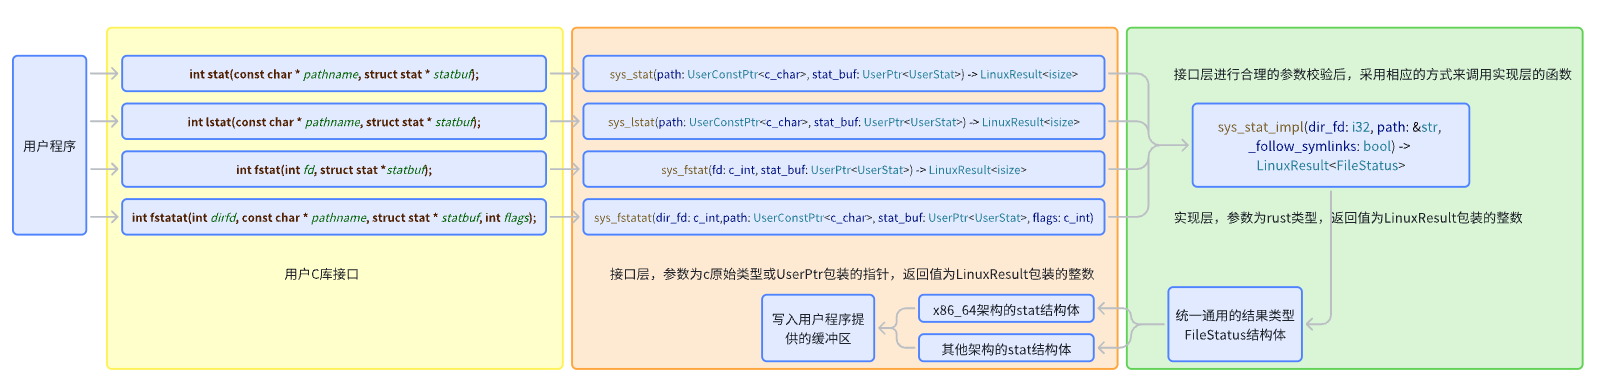 用户程序
int stat(const char * pathname, struct stat * statbuf);
int lstat(const char * pathname, struct stat * statbuf);
int fstat(int fd, struct stat *statbuf);
int fstatat(int dirfd, const char * pathname, struct stat * statbuf, int flags);
用户C库接口
sys_stat(path: UserConstPtr<c_char>, stat_buf: UserPtr<UserStat>) -> LinuxResult<isize>
sys_lstat(path: UserConstPtr<c_char>, stat_buf: UserPtr<UserStat>) -> LinuxResult<isize>
sys_fstat(fd: c_int, stat_buf: UserPtr<UserStat>) -> LinuxResult<isize>
sys_fstatat(dir_fd: c_int,path: UserConstPtr<c_char>, stat_buf: UserPtr<UserStat>, flags: c_int)
接口层，参数为c原始类型或UserPtr包装的指针，返回值为LinuxResult包装的整数
写入用户程序提
供的缓冲区
x86_64架构的stat结构体
其他架构的stat结构体
接口层进行合理的参数校验后，采用相应的方式来调用实现层的函数
sys_stat_impl(dir_fd: i32, path: &str,
_follow_symlinks: bool) ->
LinuxResult<FileStatus>
实现层，参数为rust类型，返回值为LinuxResult包装的整数
统一通用的结果类型
FileStatus结构体